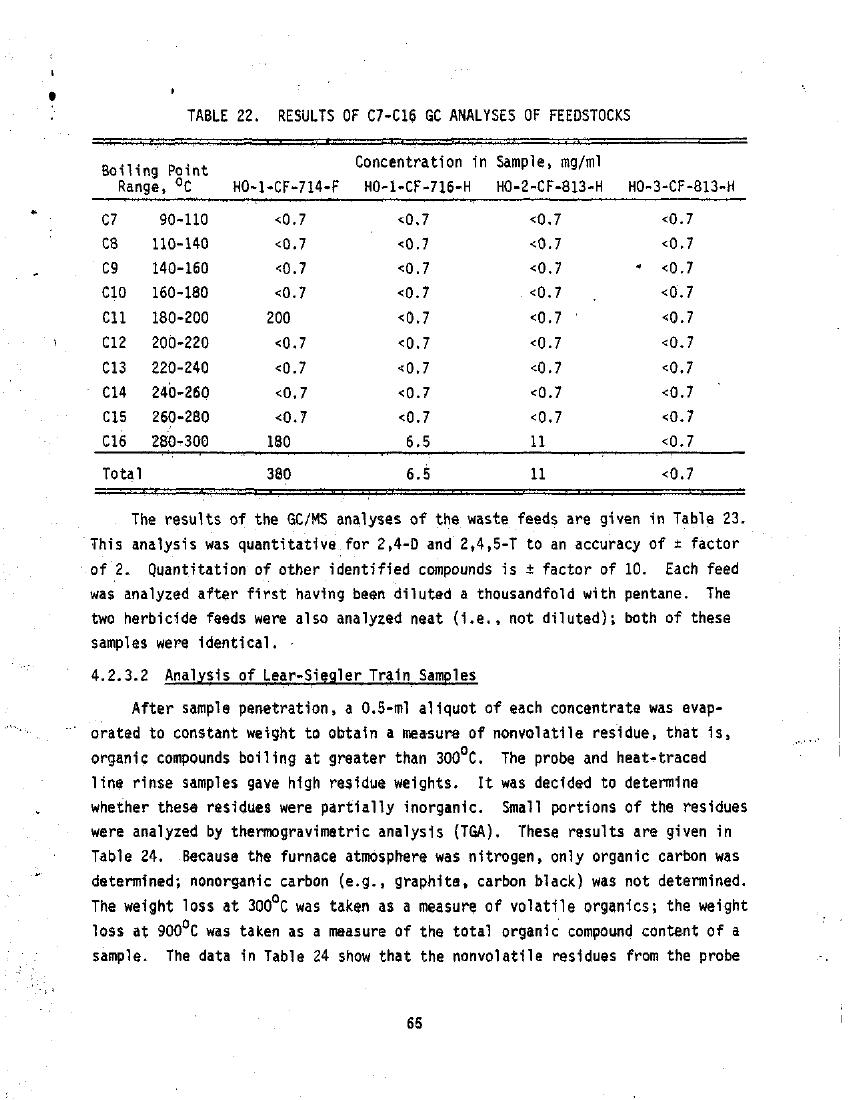 TABLE 22. RESULTS OF C7-C16 GC ANALYSES OF FEEDSTOCKS
Concentration in Sample, mg/ml
Boiling Point
Range, °C HO-1-CF-714-F HO-1-CF-716-H HO-2-CF-813-H HO-3-CF-813-H
C7 90-110 <0.7 <0.7 <0.7 <0.7
C8 110-140 <0.7 <0.7 <0.7 <0.7
C9 140-160 <0.7 <0.7 <0.7 <0.7
C10 160-180 <0.7 <0.7 <0.7 <0.7
C11 180-200 200 <0.7 <0.7 <0.7
C12 200-220 <0.7 <0.7 <0.7 <0.7
C13 220-240 <0.7 <0.7 <0.7 <0.7
C14 240-260 <0.7 <0.7 <0.7 <0.7
C15 260-280 <0.7 <0.7 <0.7 <0.7
C16 280-300 180 6.5 11 <0.7
Total 380 6.5 11 <0.7
The results of the GC/MS analyses of the waste feeds are given in Table 23.
This analysis was quantitative for 2,4-D and 2,4,5-T to an accuracy of ± factor
of 2. Quantitation of other identified compounds is ± factor of 10. Each feed
was analyzed after first having been diluted a thousandfold with pentane. The
two herbicide feeds were also analyzed neat (i.e., not diluted); both of these
samples were identical.
4.2.3.2 Analysis of Lear-Siegler Train Samples
After sample penetration, a 0.5-ml aliquot of each concentrate was evap-
orated to constant weight to obtain a measure of nonvolatile residue, that is,
organic compounds boiling at greater than 300°C. The probe and heat-traced
line rinse samples gave high residue weights. It was decided to determine
whether these residues were partially inorganic. Small portions of the residues
were analyzed by thermogravimetric analysis (TGA). These results are given in
Table 24. Because the furnace atmosphere was nitrogen, only organic carbon was
determined; nonorganic carbon (e.g., graphite, carbon black) was not determined.
The weight loss at 300°C was taken as a measure of volatile organics; the weight
loss at 900°C was taken as a measure of the total organic compound content of a
sample. The data in Table 24 show that the nonvolatile residues from the probe
65